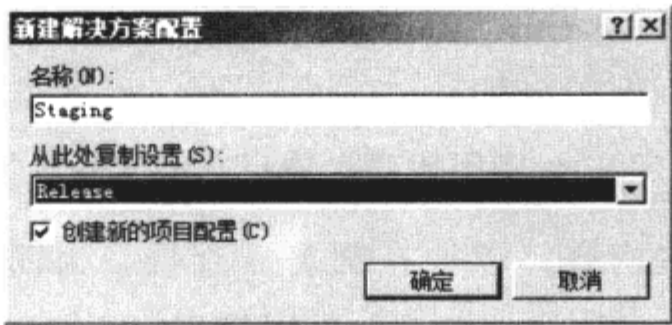 新建解决方案配置
名称(N):
Staging
从此处复制设置(S):
Release
创建新的项目配置(C)
确定
取消